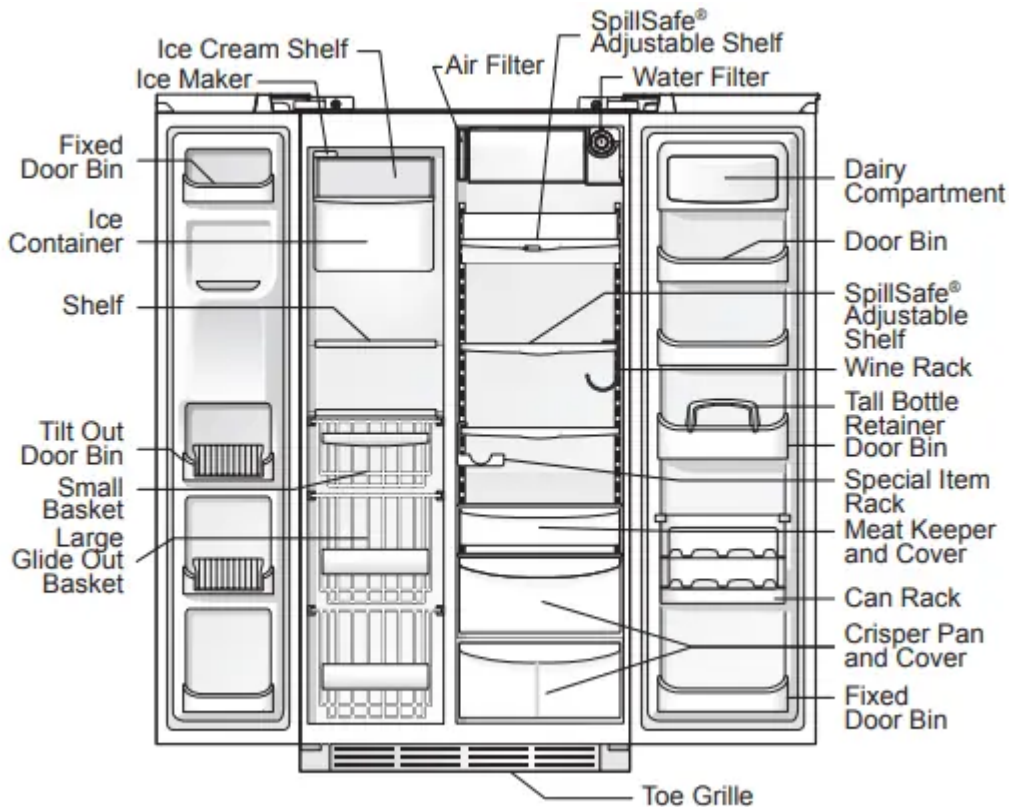 SpillSafe®
Adjustable Shelf
Ice Cream Shelf
Air Filter
Water Filter
Ice Maker
Fixed
Door Bin
Dairy
Compartment
Ice
Container
Door Bin
Shelf
SpillSafe®
Adjustable
Shelf
Wine Rack
Tall Bottle
Retainer
Door Bin
Tilt Out
Door Bin
Special Item
Rack
Small
Basket
Meat Keeper
and Cover
Large
Glide Out
Basket
Can Rack
Crisper Pan
and Cover
Fixed
Door Bin
Toe Grille